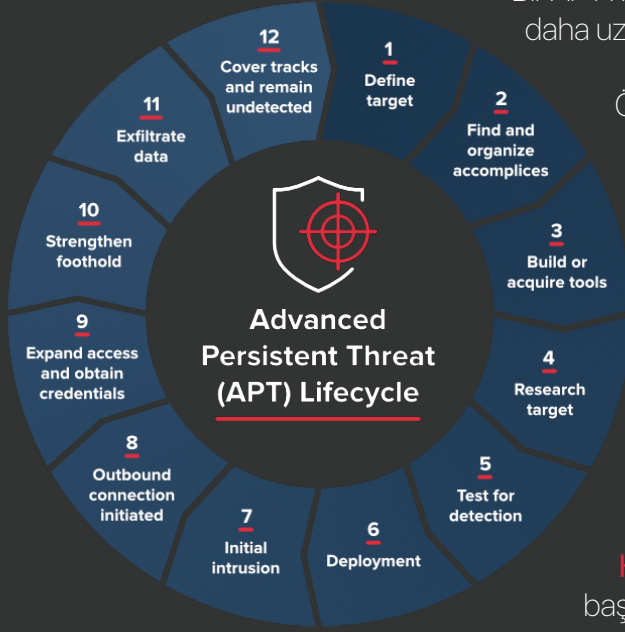 daha uz
12
Cover tracks
and remain
undetected
1
Define
target
2
Find and
organize
accomplices
3
Build or
acquire tools
4
Research
target
5
Test for
detection
6
Deployment
7
Initial
intrusion
8
Outbound
connection
initiated
9
Expand access
and obtain
credentials
10
Strengthen
foothold
11
Exfiltrate
data
Advanced
Persistent Threat
(APT) Lifecycle
baş